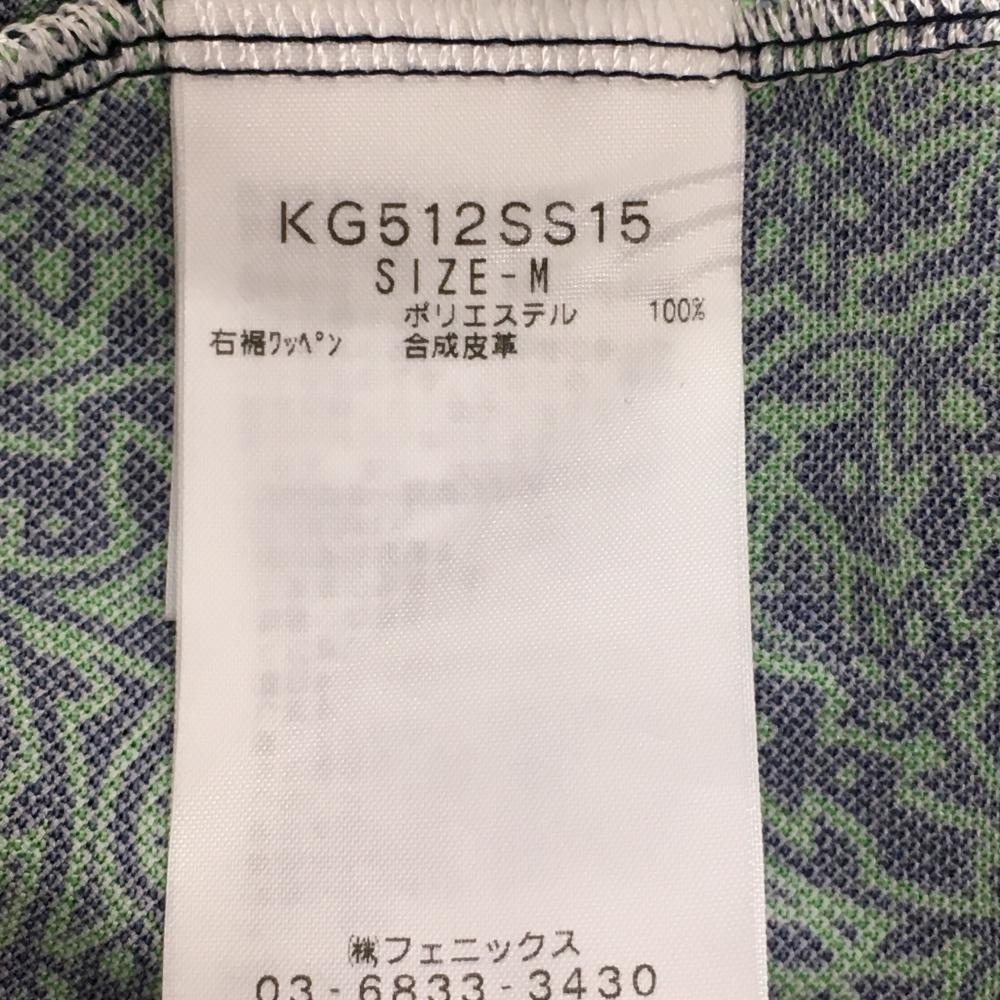 KG512SS15
SIZE-M
ポリエステル 100%
右裾ワッペン 合成皮革
㈱フェニックス
03-6833-3430